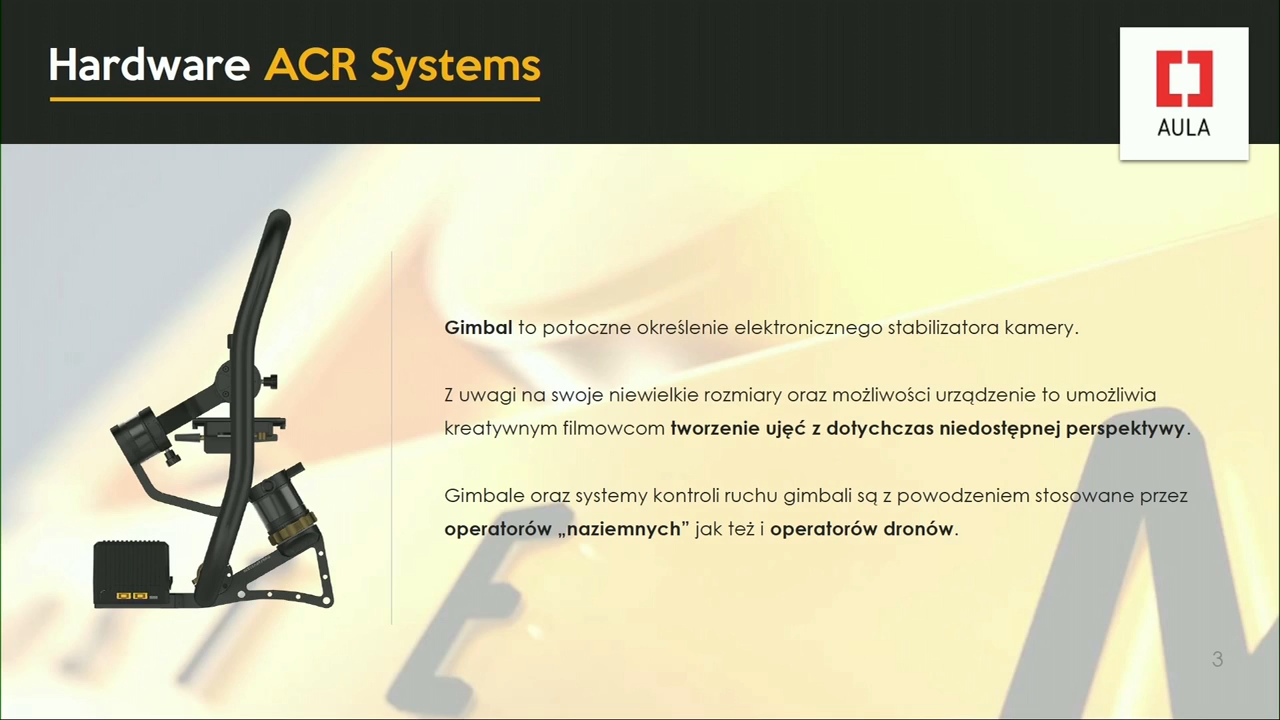 Hardware ACR Systems
AULA
Gimbal to potoczne określenie elektronicznego stabilizatora kamery.
Z uwagi na swoje niewielkie rozmiary oraz możliwości urządzenie to umożliwia
kreatywnym filmowcom tworzenie ujęć z dotychczas niedostępnej perspektywy.
Gimbale oraz systemy kontroli ruchu gimbali są z powodzeniem stosowane przez
operatorów „naziemnych” jak też i operatorów dronów.
3